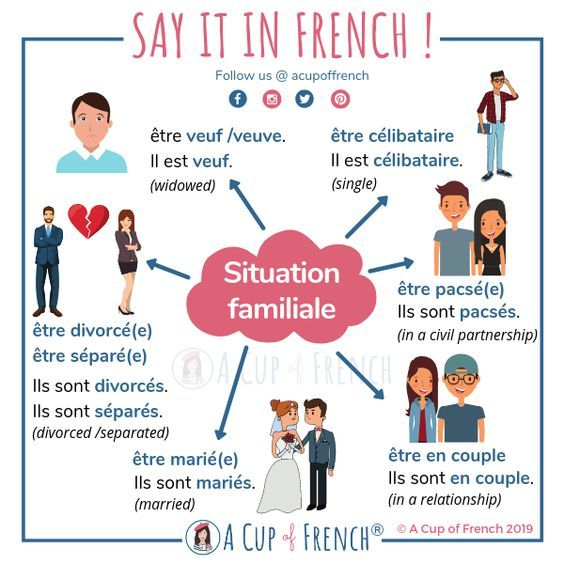 SAY IT IN FRENCH !
Follow us @ acupoffrench
être veuf /veuve.
Il est veuf.
(widowed)
être célibataire
Il est célibataire.
(single)
Situation
familiale
être pacsé(e)
Ils sont pacsés.
(in a civil partnership)
être divorcé(e)
être séparé(e)
Ils sont divorcés.
Ils sont séparés.
(divorced /separated)
A CUP of FRENCH
être marié(e)
Ils sont mariés.
(married)
être en couple
Ils sont en couple.
(in a relationship)
A CUP of FRENCH®
© A Cup of French 2019